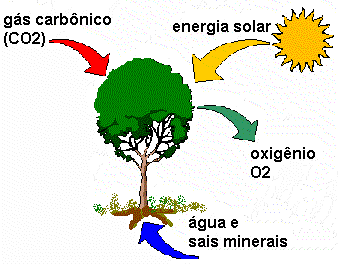 gás carbônico
(CO2)
energia solar
oxigênio
O2
água e
sais minerais